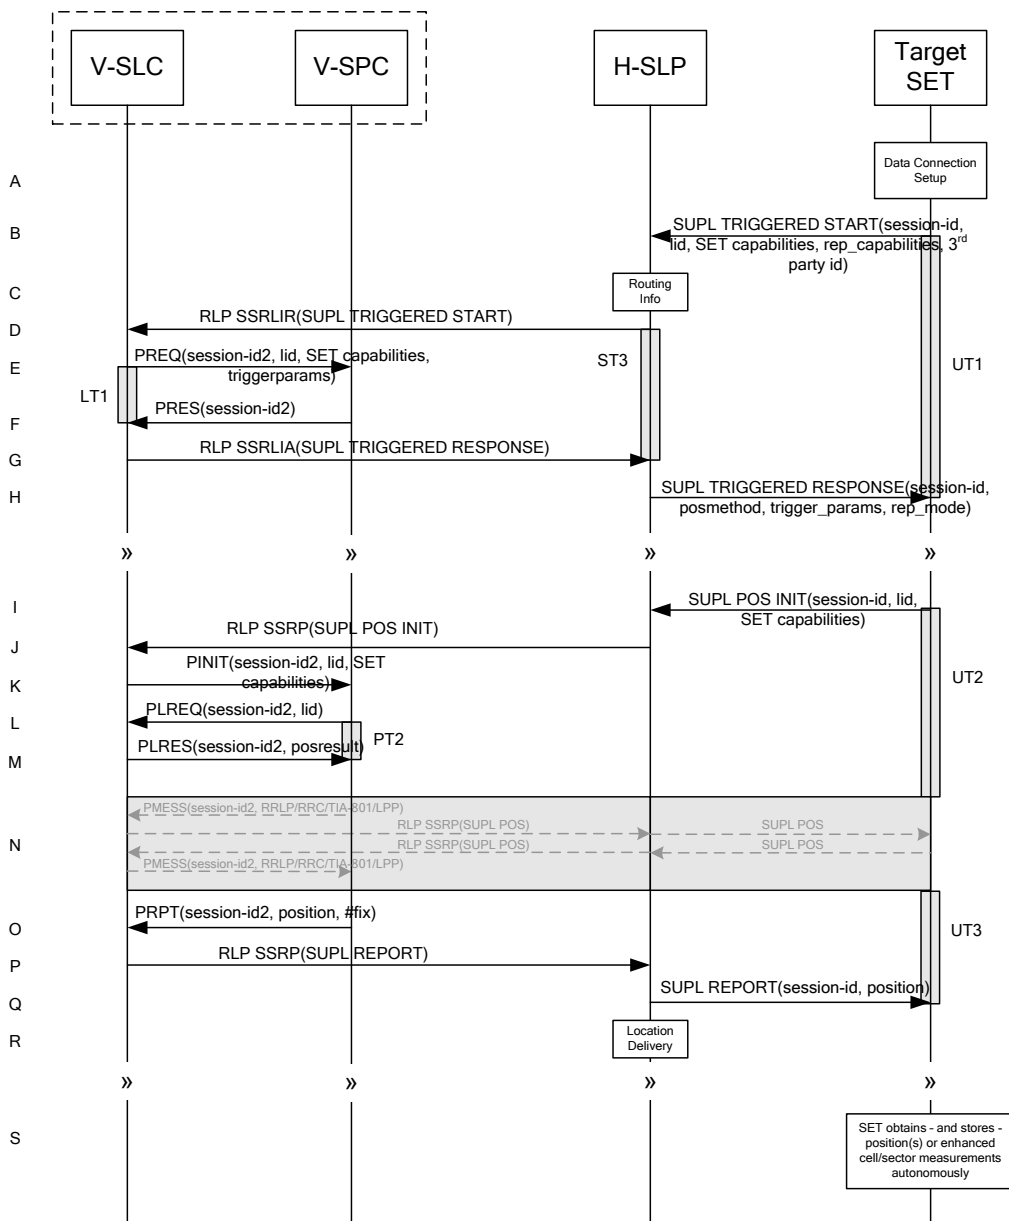 V-SLC
V-SPC
H-SLP
Target
SET
Data Connection
Setup
A
B
SUPL TRIGGERED START(session-id,
lid, SET capabilities, rep_capabilities, 3rd
party id)
C
Routing
Info
D
RLP SSRLIR(SUPL TRIGGERED START)
E
PREQ(session-id2, lid, SET capabilities,
triggerparams)
ST3
UT1
LT1
F
PRES(session-id2)
G
RLP SSRLIA(SUPL TRIGGERED RESPONSE)
H
SUPL TRIGGERED RESPONSE(session-id,
posmethod, trigger_params, rep_mode)
» » » »
I
SUPL POS INIT(session-id, lid,
SET capabilities)
J
RLP SSRP(SUPL POS INIT)
K
PINIT(session-id2, lid, SET
capabilities)
UT2
L
PLREQ(session-id2, lid)
PT2
M
PLRES(session-id2, posresult)
PMESS(session-id2, RRLP/RRC/TIA-801/LPP)
RLP SSRP(SUPL POS)
SUPL POS
N
RLP SSRP(SUPL POS)
SUPL POS
PMESS(session-id2, RRLP/RRC/TIA-801/LPP)
O
PRPT(session-id2, position, #fix)
UT3
P
RLP SSRP(SUPL REPORT)
Q
SUPL REPORT(session-id, position)
R
Location
Delivery
» » » »
S
SET obtains - and stores -
position(s) or enhanced
cell/sector measurements
autonomously